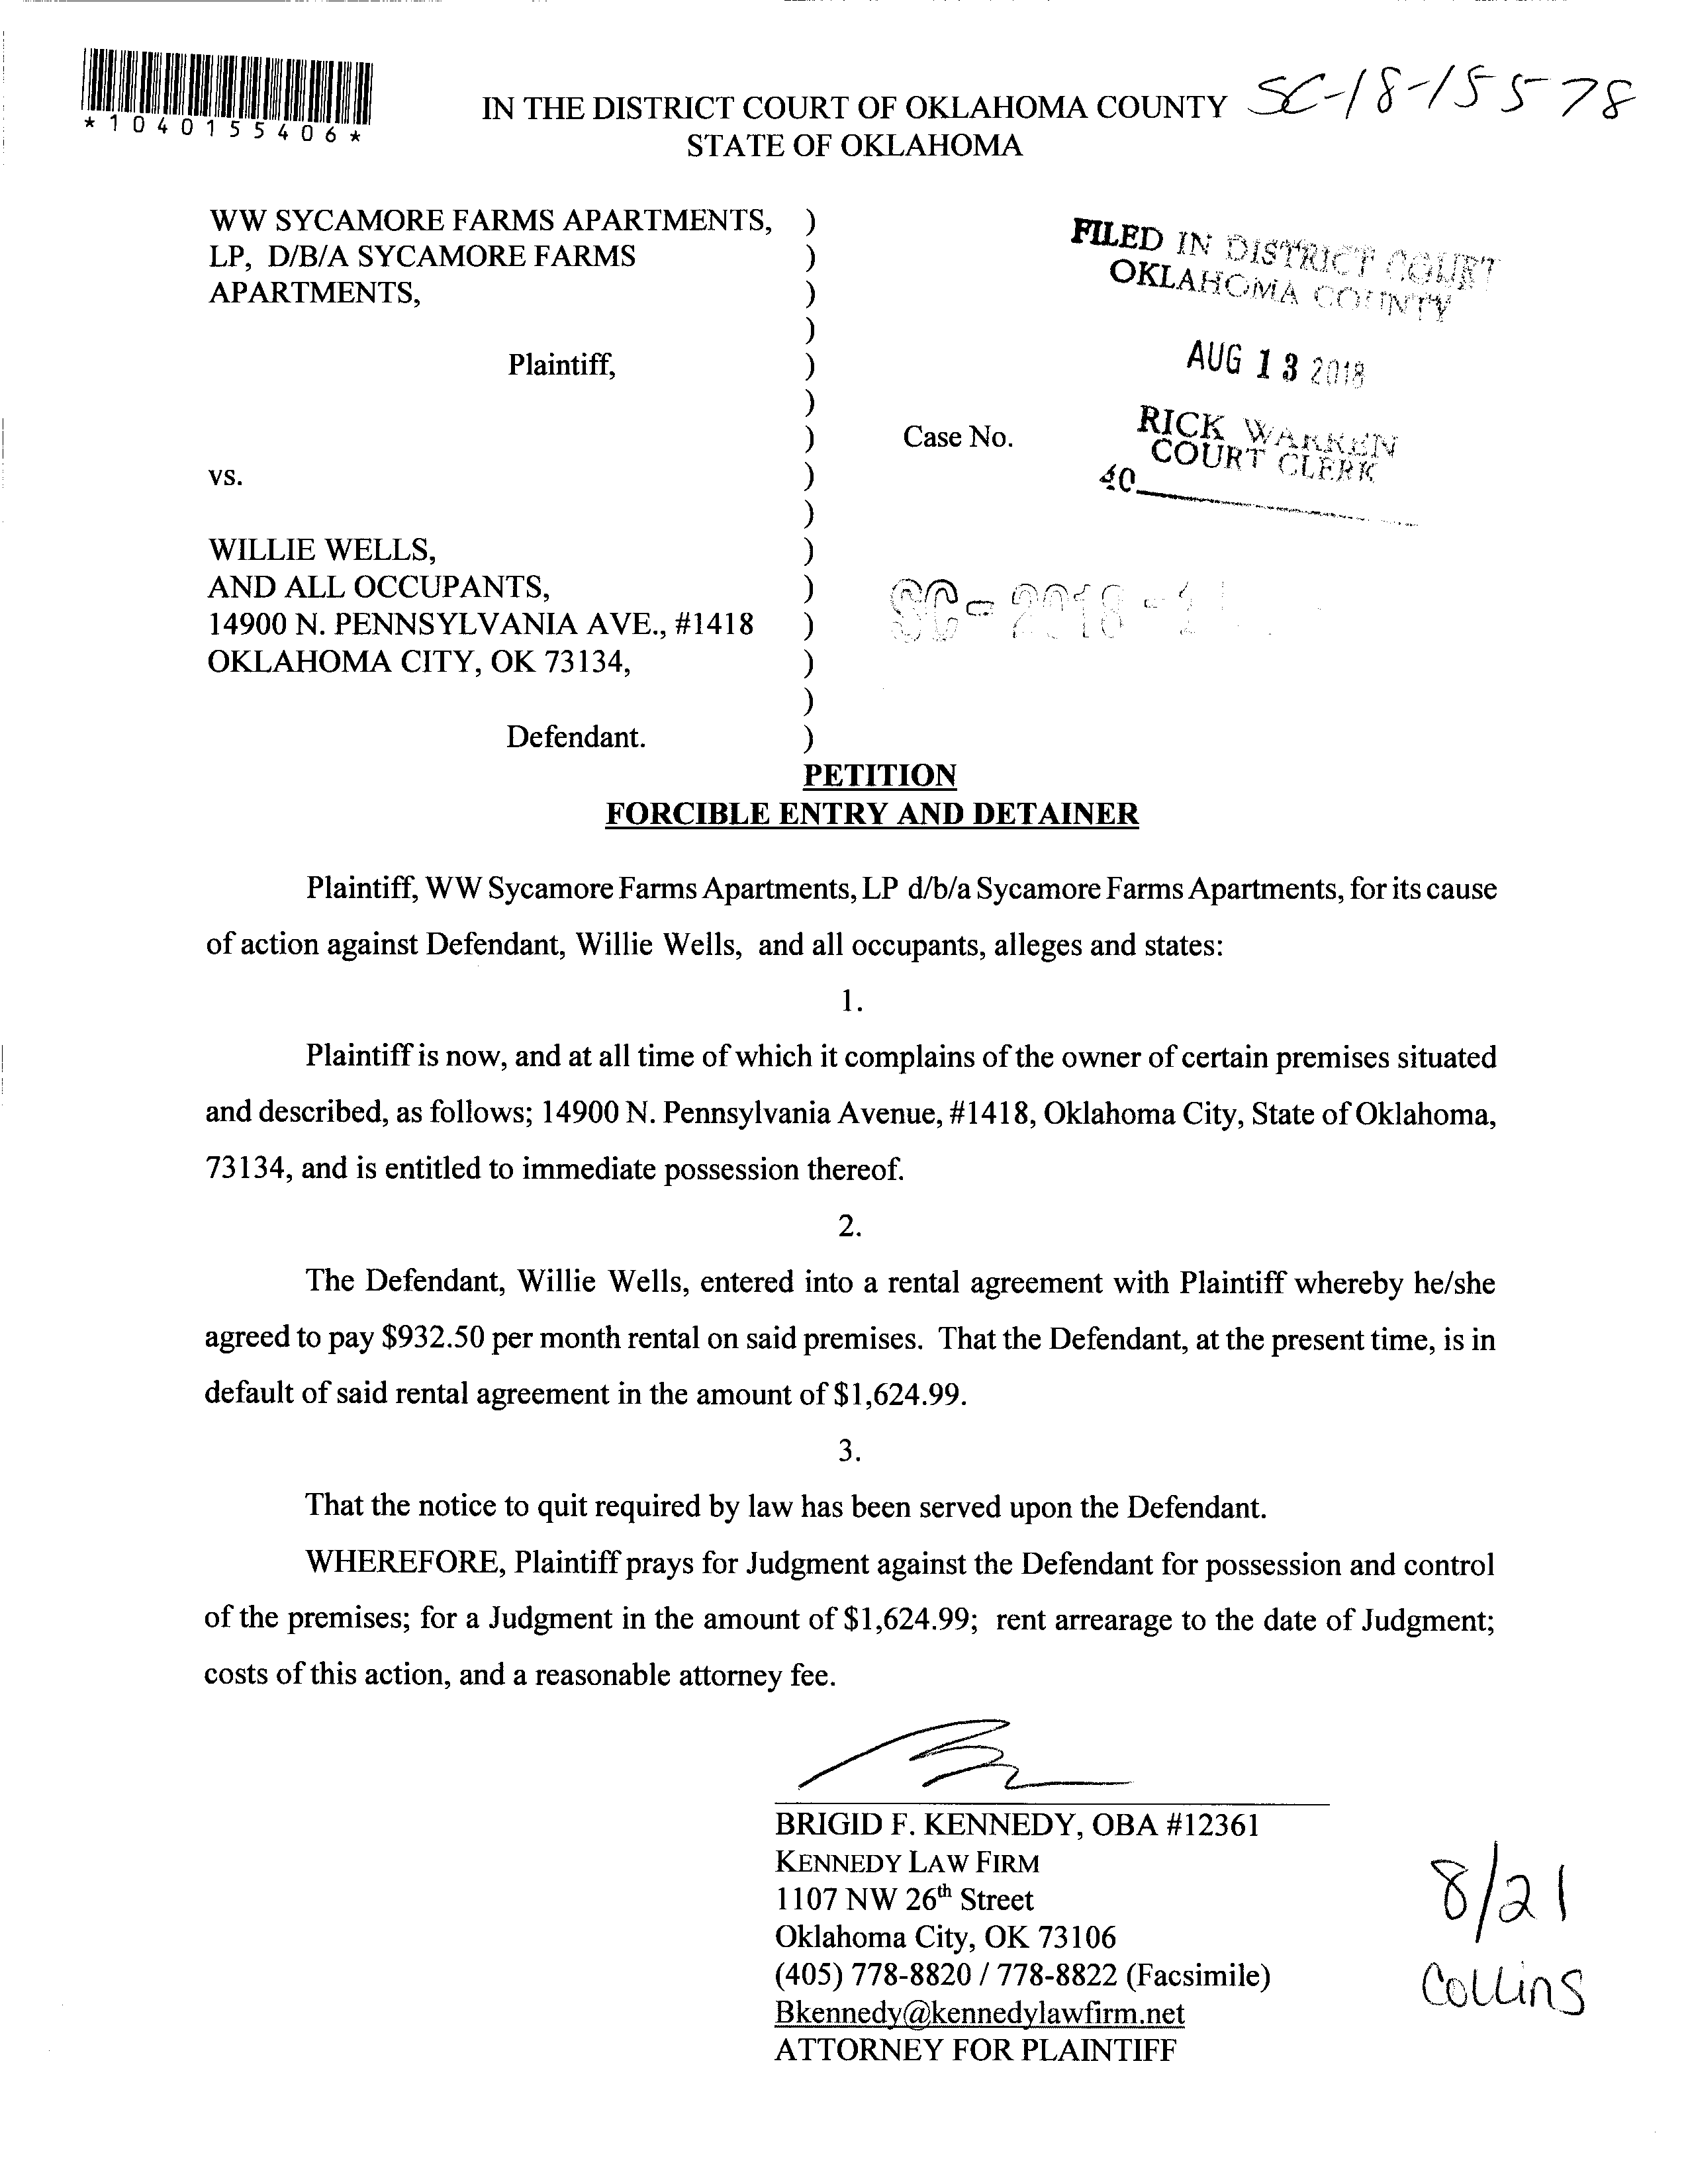 *1040155406*
IN THE DISTRICT COURT OF OKLAHOMA COUNTY SC-18-15578
STATE OF OKLAHOMA
WW SYCAMORE FARMS APARTMENTS, )
LP, D/B/A SYCAMORE FARMS )
APARTMENTS, )
)
Plaintiff, )
)
) Case No.
vs. )
)
WILLIE WELLS, )
AND ALL OCCUPANTS, )
14900 N. PENNSYLVANIA AVE., #1418 )
OKLAHOMA CITY, OK 73134, )
)
Defendant. )
FILED IN DISTRICT COURT
OKLAHOMA COUNTY
AUG 13 2018
RICK WARREN
COURT CLERK
40
SC-2018-1
PETITION
FORCIBLE ENTRY AND DETAINER
Plaintiff, WW Sycamore Farms Apartments, LP d/b/a Sycamore Farms Apartments, for its cause
of action against Defendant, Willie Wells, and all occupants, alleges and states:
1.
Plaintiff is now, and at all time of which it complains of the owner of certain premises situated
and described, as follows; 14900 N. Pennsylvania Avenue, #1418, Oklahoma City, State of Oklahoma,
73134, and is entitled to immediate possession thereof.
2.
The Defendant, Willie Wells, entered into a rental agreement with Plaintiff whereby he/she
agreed to pay $932.50 per month rental on said premises. That the Defendant, at the present time, is in
default of said rental agreement in the amount of $1,624.99.
3.
That the notice to quit required by law has been served upon the Defendant.
WHEREFORE, Plaintiff prays for Judgment against the Defendant for possession and control
of the premises; for a Judgment in the amount of $1,624.99; rent arrearage to the date of Judgment;
costs of this action, and a reasonable attorney fee.
BRIGID F. KENNEDY, OBA #12361
KENNEDY LAW FIRM
1107 NW 26th Street
Oklahoma City, OK 73106
(405) 778-8820 / 778-8822 (Facsimile)
Bkennedy@kennedylawfirm.net
ATTORNEY FOR PLAINTIFF
8/21
Collins